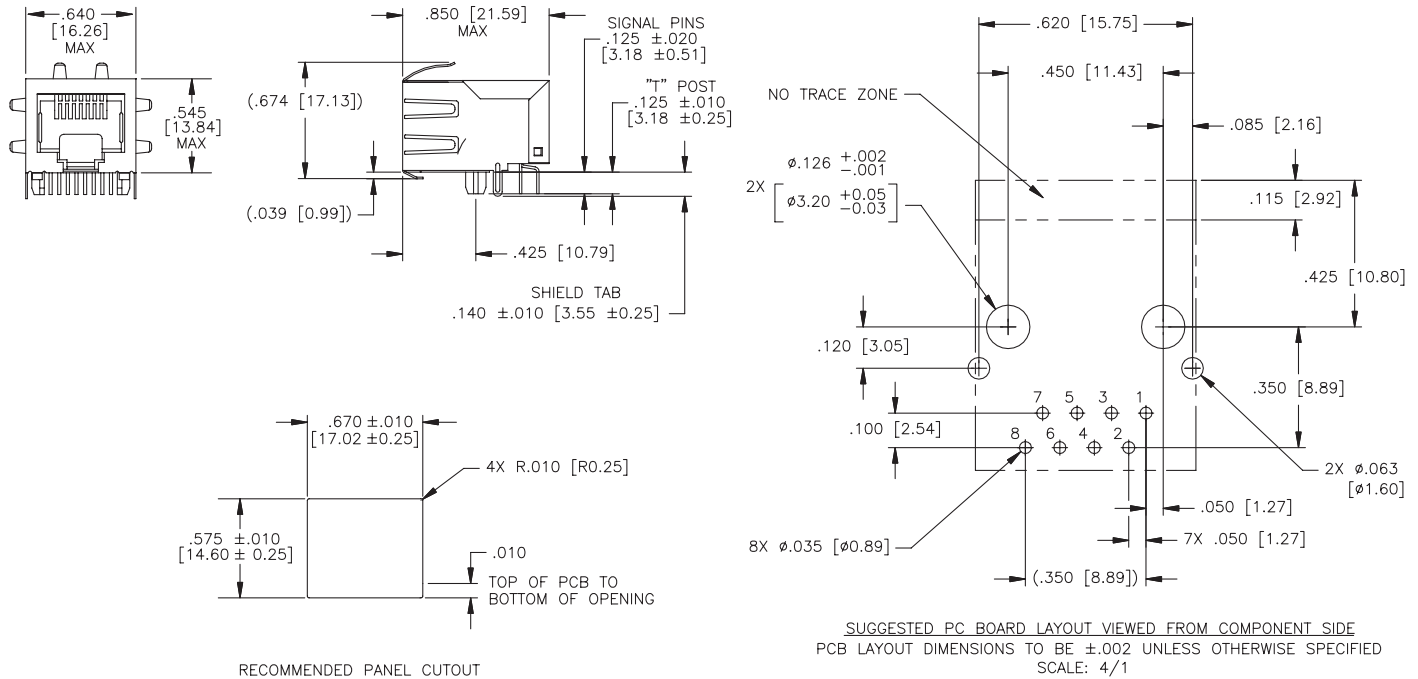 .640
[16.26]
MAX
.545
[13.84]
MAX
.850 [21.59]
MAX
(.674 [17.13])
(.039 [0.99])
SIGNAL PINS
.125 ±.020
[3.18 ±0.51]
"T" POST
.125 ±.010
[3.18 ±0.25]
.425 [10.79]
SHIELD TAB
.140 ±.010 [3.55 ±0.25]
.670 ±.010
[17.02 ±0.25]
4X R.010 [R0.25]
.575 ±.010
[14.60 ± 0.25]
.010
TOP OF PCB TO
BOTTOM OF OPENING
RECOMMENDED PANEL CUTOUT
.620 [15.75]
.450 [11.43]
NO TRACE ZONE
.085 [2.16]
ø.126 +.002
-.001
2X
ø3.20 +0.05
-0.03
.115 [2.92]
.425 [10.80]
.120 [3.05]
.350 [8.89]
7 5 3 1
.100 [2.54]
8 6 4 2
2X ø.063
[ø1.60]
.050 [1.27]
8X ø.035 [ø0.89]
7X .050 [1.27]
(.350 [8.89])
SUGGESTED PC BOARD LAYOUT VIEWED FROM COMPONENT SIDE
PCB LAYOUT DIMENSIONS TO BE ±.002 UNLESS OTHERWISE SPECIFIED
SCALE: 4/1